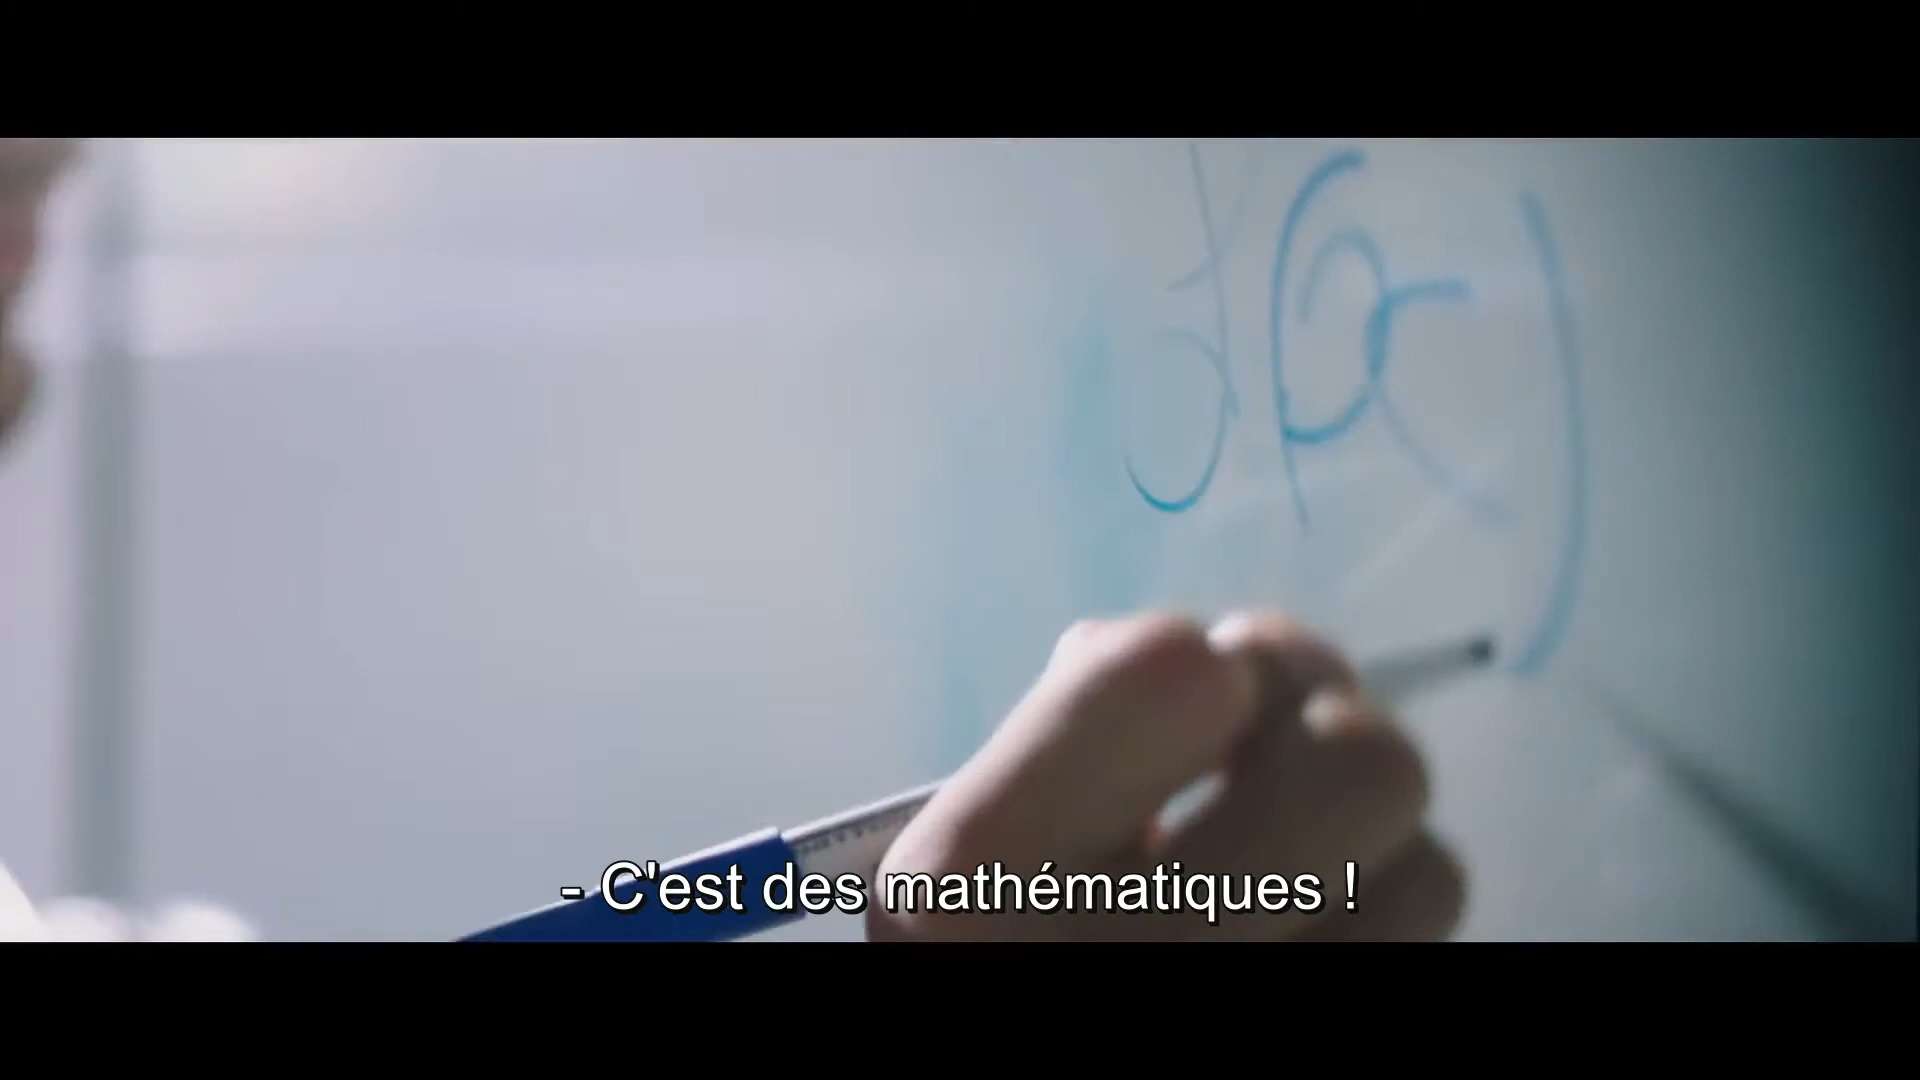 d(x)
- C'est des mathématiques !